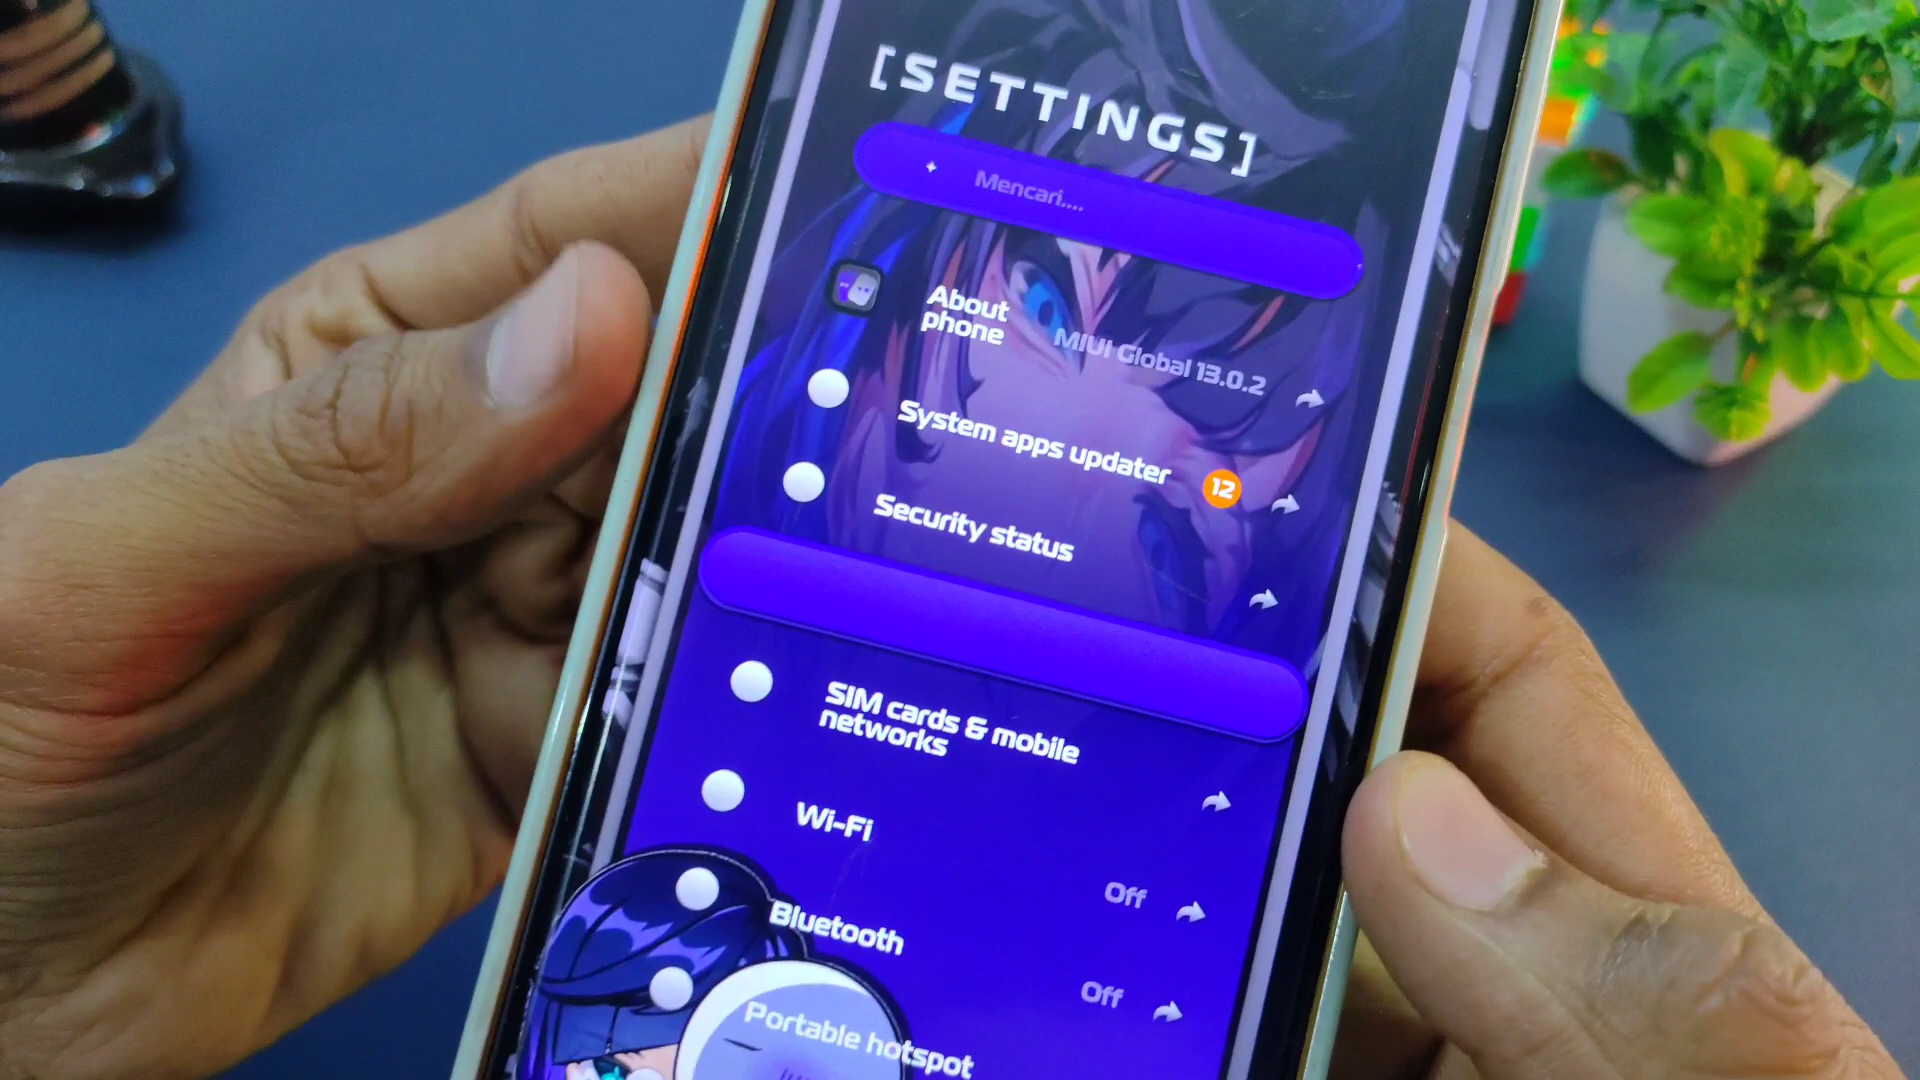 [SETTINGS]
Mencari....
About
phone
MIUI Global 13.0.2
System apps updater
12
Security status
SIM cards & mobile
networks
Wi-Fi
Off
Bluetooth
Off
Portable hotspot